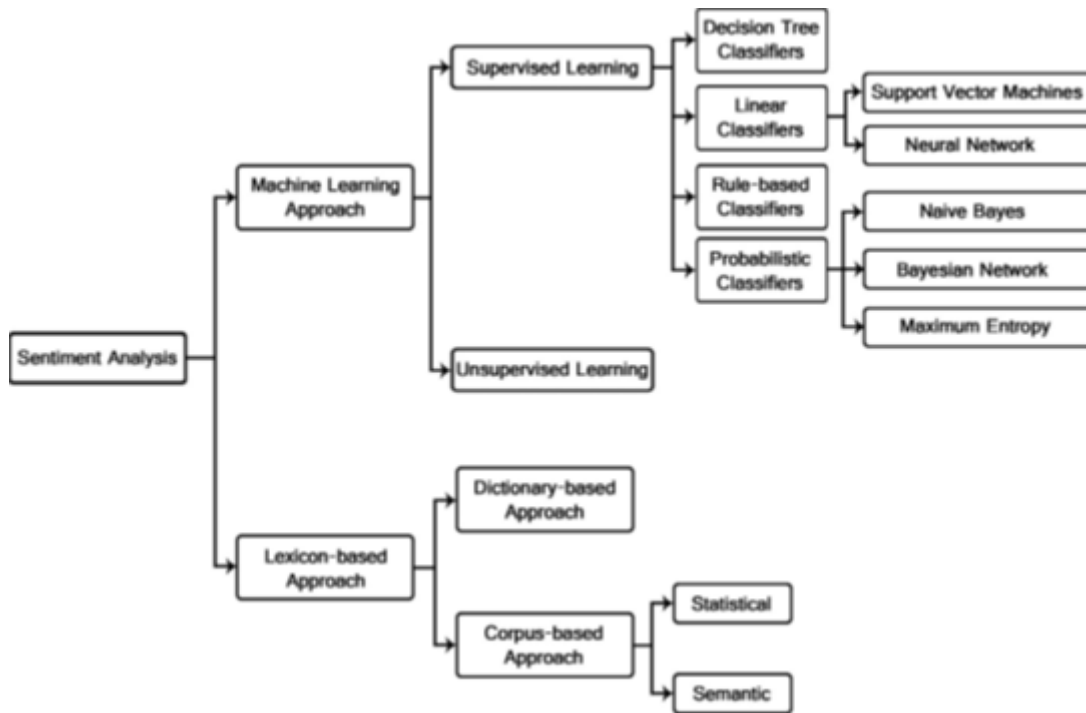 Decision Tree
Classifiers
Supervised Learning
Linear
Classifiers
Support Vector Machines
Neural Network
Machine Learning
Approach
Rule-based
Classifiers
Naive Bayes
Probabilistic
Classifiers
Bayesian Network
Maximum Entropy
Sentiment Analysis
Unsupervised Learning
Dictionary-based
Approach
Lexicon-based
Approach
Statistical
Corpus-based
Approach
Semantic